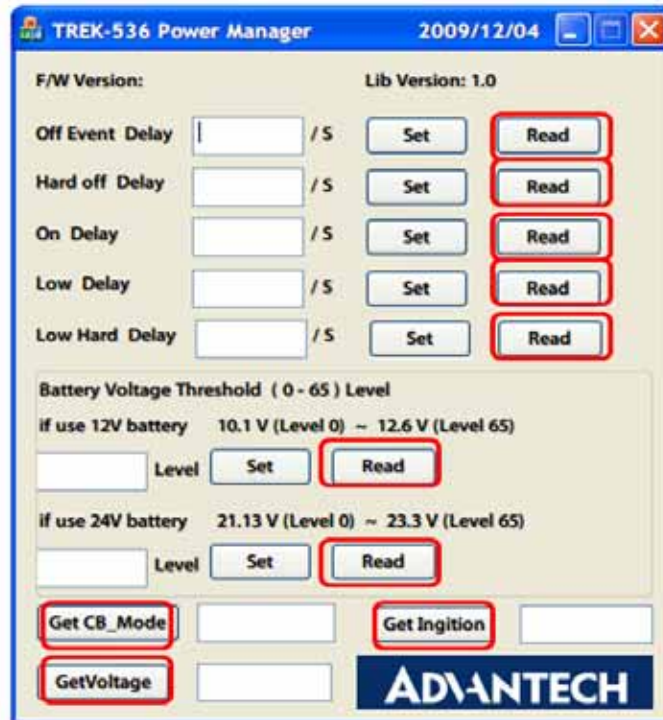 TREK-536 Power Manager 2009/12/04
F/W Version: Lib Version: 1.0
Off Event Delay / S Set Read
Hard off Delay / S Set Read
On Delay / S Set Read
Low Delay / S Set Read
Low Hard Delay / S Set Read
Battery Voltage Threshold ( 0 - 65 ) Level
if use 12V battery 10.1 V (Level 0) ~ 12.6 V (Level 65)
Level Set Read
if use 24V battery 21.13 V (Level 0) ~ 23.3 V (Level 65)
Level Set Read
Get CB_Mode Get Ingition
GetVoltage ADVANTECH